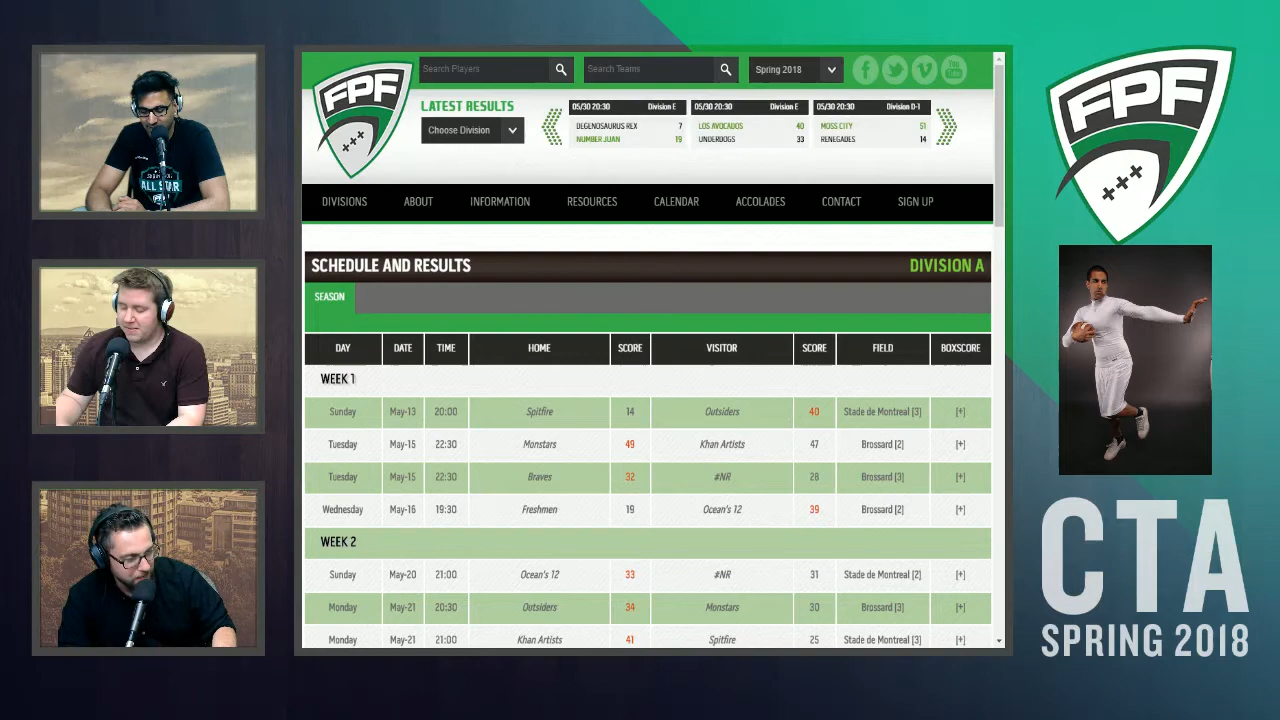 FPF
Search Players
Search Teams
Spring 2018
f
You
Tube
LATEST RESULTS
Choose Division
05/30 20:30 Division E
DEGENOSAURUS REX 7
NUMBER JUAN 19
05/30 20:30 Division E
LOS AVOCADOS 40
UNDERDOGS 33
05/30 20:30 Division D-1
MOSS CITY 51
RENEGADES 14
DIVISIONS ABOUT INFORMATION RESOURCES CALENDAR ACCOLADES CONTACT SIGN UP
SCHEDULE AND RESULTS DIVISION A
SEASON
DAY DATE TIME HOME SCORE VISITOR SCORE FIELD BOXSCORE
WEEK 1
Sunday May-13 20:00 Spitfire 14 Outsiders 40 Stade de Montreal [3] [+]
Tuesday May-15 22:30 Monstars 49 Khan Artists 47 Brossard [2] [+]
Tuesday May-15 22:30 Braves 32 #NR 28 Brossard [3] [+]
Wednesday May-16 19:30 Freshmen 19 Ocean's 12 39 Brossard [2] [+]
WEEK 2
Sunday May-20 21:00 Ocean's 12 33 #NR 31 Stade de Montreal [2] [+]
Monday May-21 20:30 Outsiders 34 Monstars 30 Brossard [3] [+]
Monday May-21 21:00 Khan Artists 41 Spitfire 25 Stade de Montreal [3] [+]
ALL STAR
FPF
CTA
SPRING 2018